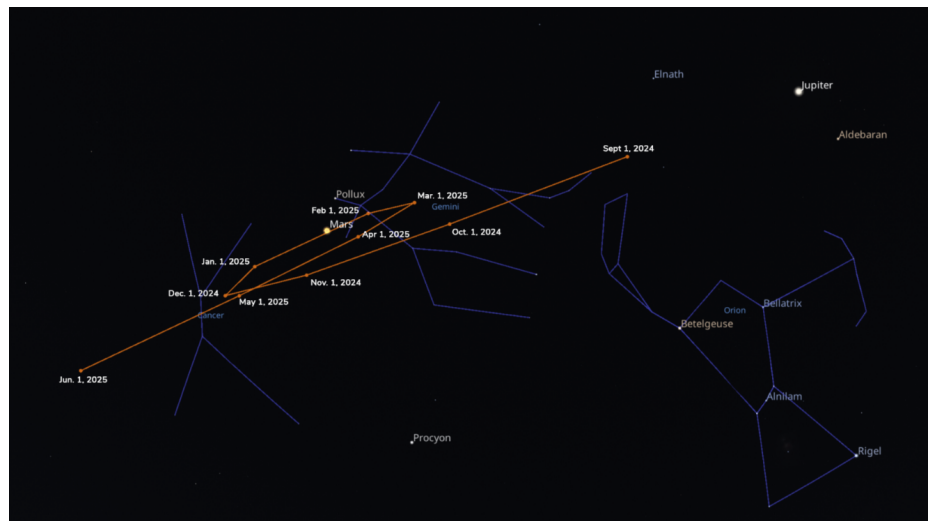 Elnath
Jupiter
Aldebaran
Sept 1, 2024
Pollux
Mar. 1, 2025
Feb 1, 2025
Gemini
Mars
Apr 1, 2025
Oct. 1, 2024
Jan. 1, 2025
Nov. 1, 2024
Dec. 1, 2024
May 1, 2025
Cancer
Bellatrix
Orion
Betelgeuse
Jun. 1, 2025
Alnilam
Procyon
Rigel